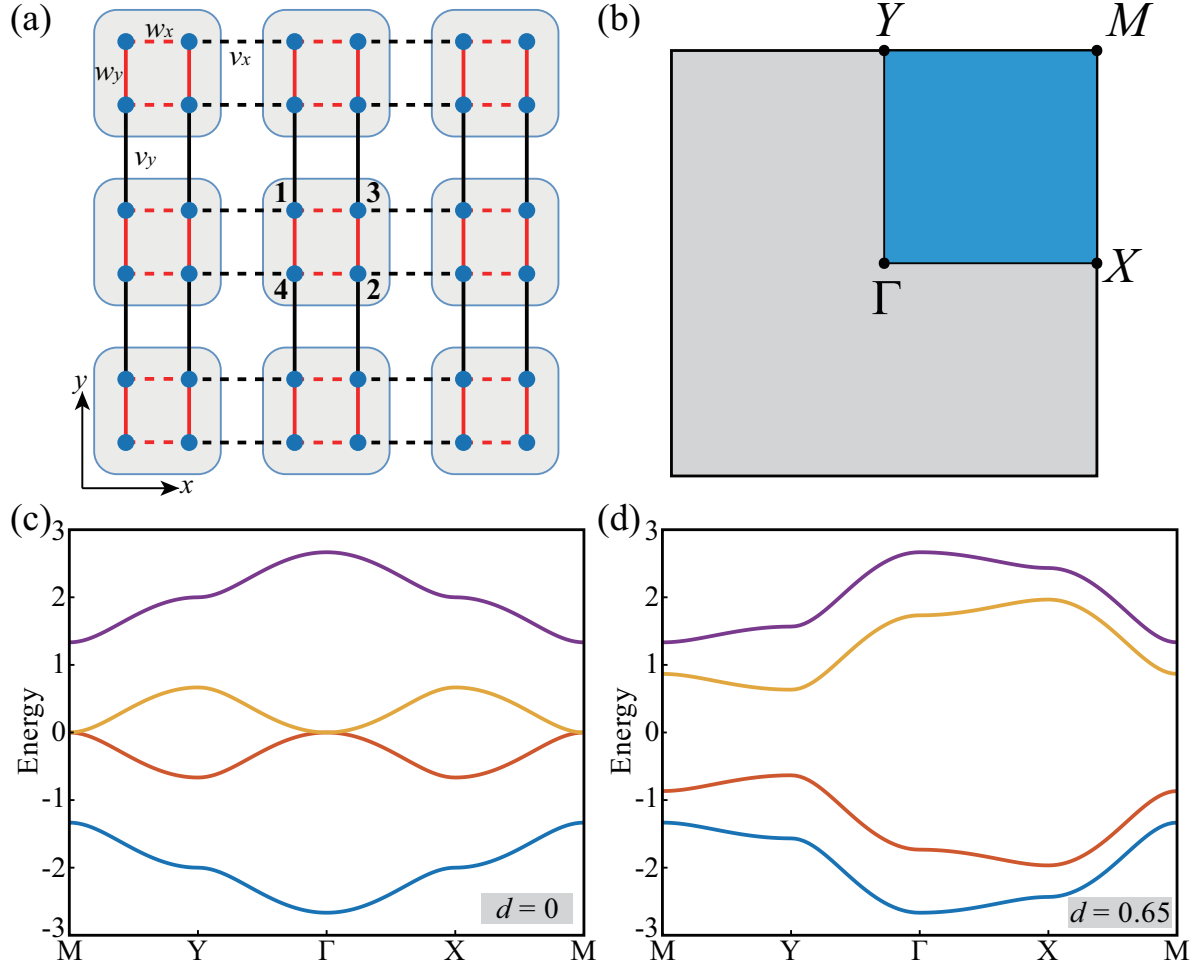 (a)
wx
vx
wy
vy
1
3
4
2
y
x
(b)
Y
M
Γ
X
(c)
3
2
1
0
-1
-2
-3
Energy
M
Y
Γ
X
M
d = 0
(d)
3
2
1
0
-1
-2
-3
Energy
M
Y
Γ
X
M
d = 0.65